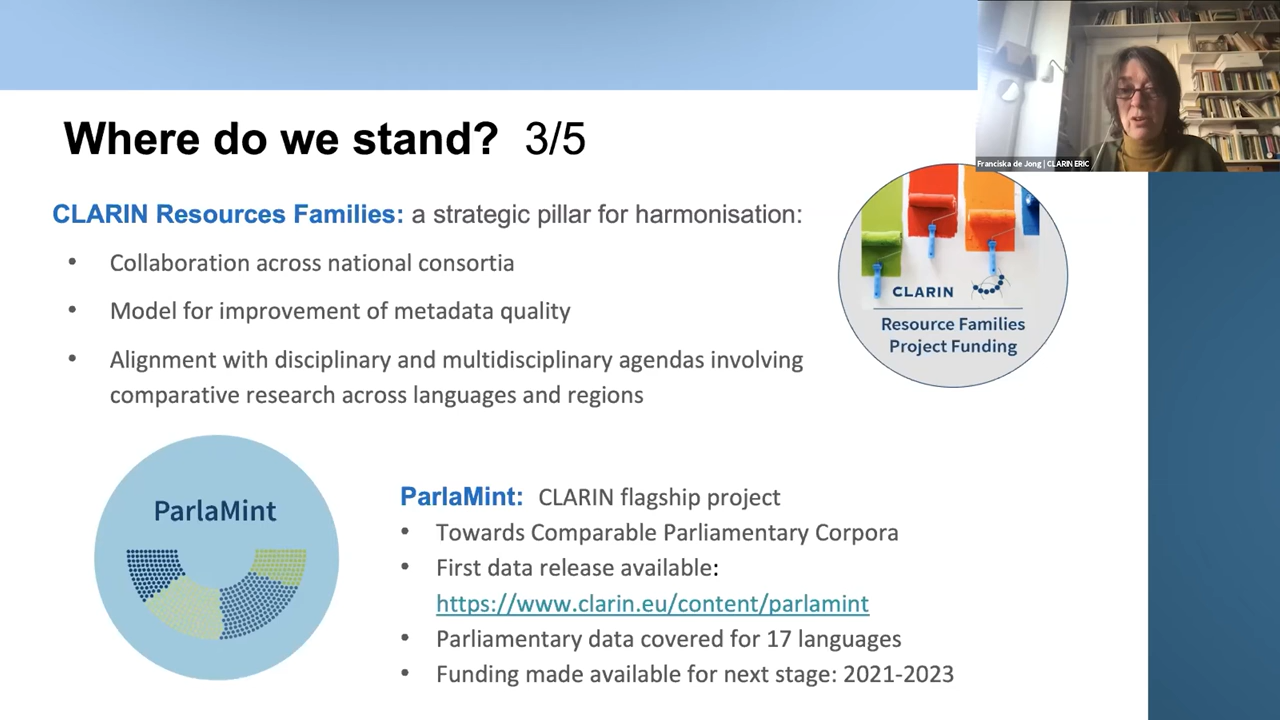 Franciska de Jong | CLARIN ERIC
Where do we stand? 3/5
CLARIN Resources Families: a strategic pillar for harmonisation:
• Collaboration across national consortia
• Model for improvement of metadata quality
• Alignment with disciplinary and multidisciplinary agendas involving
comparative research across languages and regions
CLARIN
Resource Families
Project Funding
ParlaMint
ParlaMint: CLARIN flagship project
• Towards Comparable Parliamentary Corpora
• First data release available:
https://www.clarin.eu/content/parlamint
• Parliamentary data covered for 17 languages
• Funding made available for next stage: 2021-2023